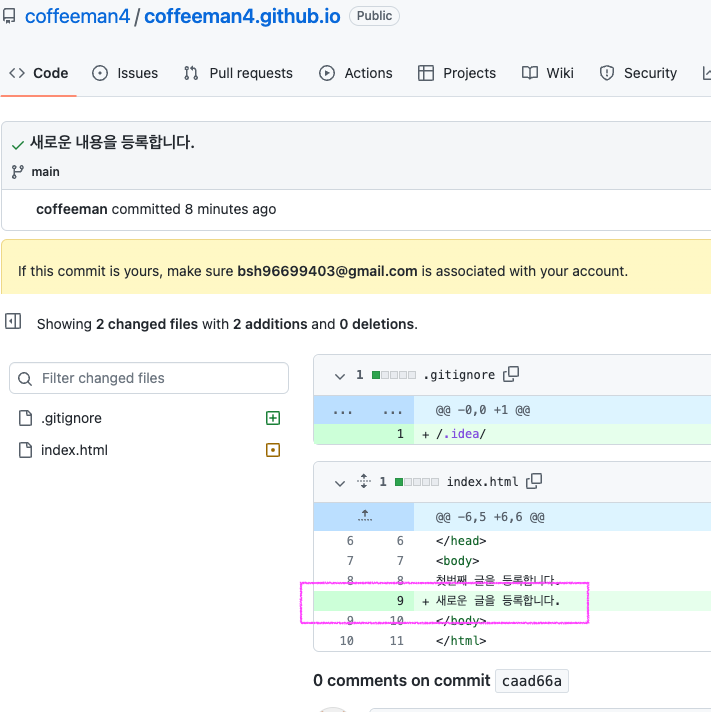 coffeeman4 / coffeeman4.github.io Public
<> Code Issues Pull requests Actions Projects Wiki Security
새로운 내용을 등록합니다.
main
coffeeman committed 8 minutes ago
If this commit is yours, make sure bsh96699403@gmail.com is associated with your account.
Showing 2 changed files with 2 additions and 0 deletions.
Filter changed files
.gitignore
index.html
1 .gitignore
... ... @@ -0,0 +1 @@
1 + /.idea/
1 index.html
@@ -6,5 +6,6 @@
6 6 </head>
7 7 <body>
8 8 첫번째 글을 등록합니다.
9 + 새로운 글을 등록합니다.
9 10 </body>
10 11 </html>
0 comments on commit caad66a